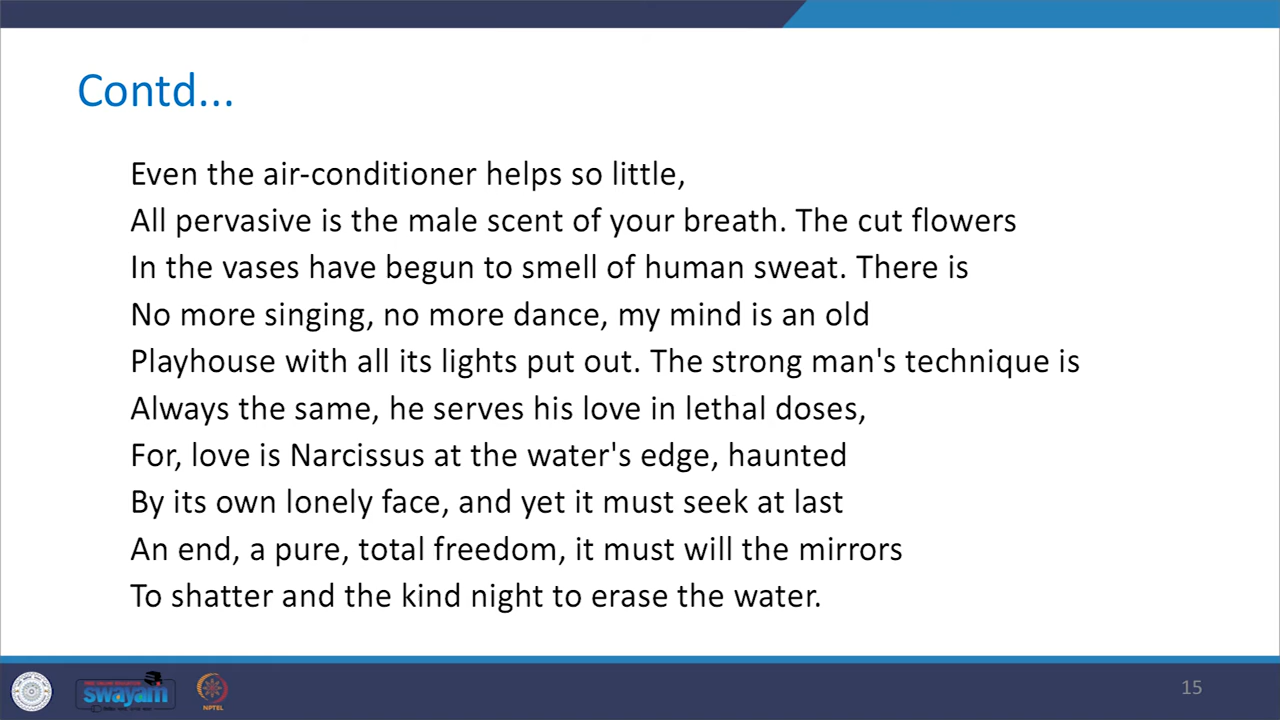 Contd...
Even the air-conditioner helps so little,
All pervasive is the male scent of your breath. The cut flowers
In the vases have begun to smell of human sweat. There is
No more singing, no more dance, my mind is an old
Playhouse with all its lights put out. The strong man's technique is
Always the same, he serves his love in lethal doses,
For, love is Narcissus at the water's edge, haunted
By its own lonely face, and yet it must seek at last
An end, a pure, total freedom, it must will the mirrors
To shatter and the kind night to erase the water.
swayam
NPTEL
15